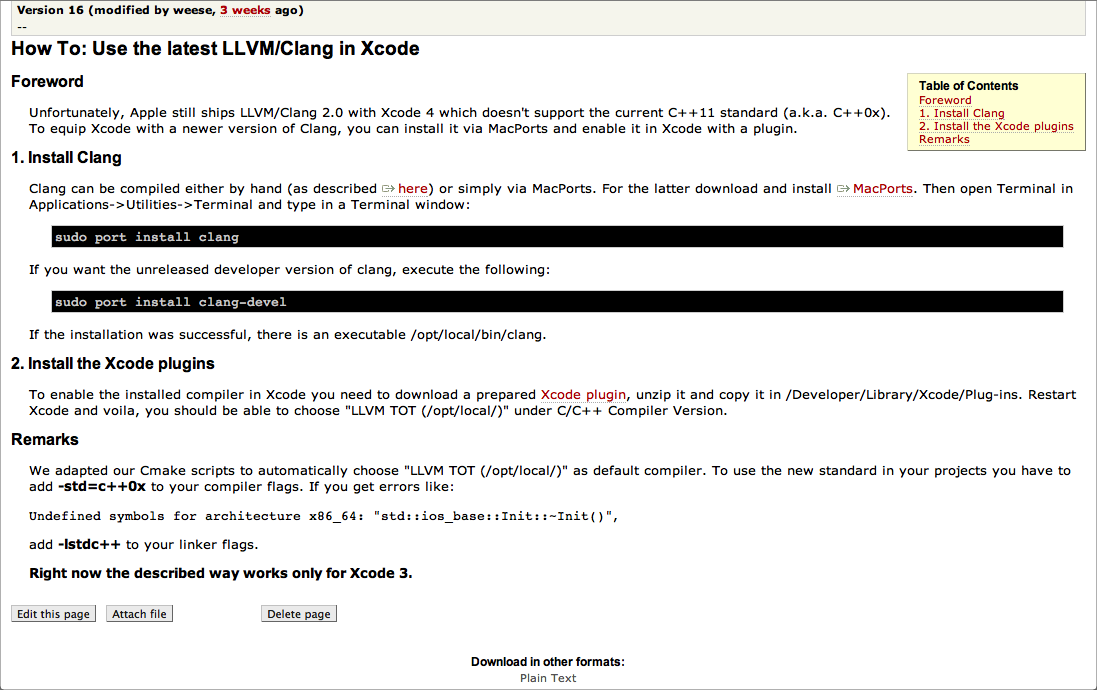 Version 16 (modified by weese, 3 weeks ago)
--
How To: Use the latest LLVM/Clang in Xcode
Foreword
Table of Contents
Foreword
1. Install Clang
2. Install the Xcode plugins
Remarks
Unfortunately, Apple still ships LLVM/Clang 2.0 with Xcode 4 which doesn't support the current C++11 standard (a.k.a. C++0x).
To equip Xcode with a newer version of Clang, you can install it via MacPorts and enable it in Xcode with a plugin.
1. Install Clang
Clang can be compiled either by hand (as described here) or simply via MacPorts. For the latter download and install MacPorts. Then open Terminal in
Applications->Utilities->Terminal and type in a Terminal window:
sudo port install clang
If you want the unreleased developer version of clang, execute the following:
sudo port install clang-devel
If the installation was successful, there is an executable /opt/local/bin/clang.
2. Install the Xcode plugins
To enable the installed compiler in Xcode you need to download a prepared Xcode plugin, unzip it and copy it in /Developer/Library/Xcode/Plug-ins. Restart
Xcode and voila, you should be able to choose "LLVM TOT (/opt/local/)" under C/C++ Compiler Version.
Remarks
We adapted our Cmake scripts to automatically choose "LLVM TOT (/opt/local/)" as default compiler. To use the new standard in your projects you have to
add -std=c++0x to your compiler flags. If you get errors like:
Undefined symbols for architecture x86_64: "std::ios_base::Init::~Init()",
add -lstdc++ to your linker flags.
Right now the described way works only for Xcode 3.
Edit this page Attach file Delete page
Download in other formats:
Plain Text